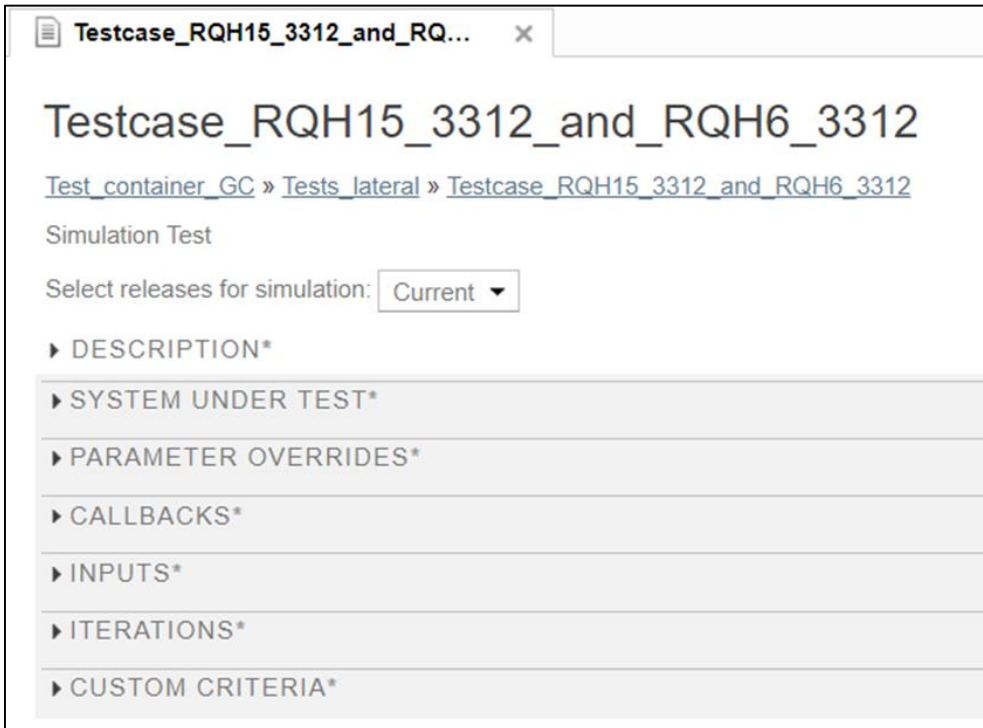 Testcase_RQH15_3312_and_RQ...
Testcase_RQH15_3312_and_RQH6_3312
Test_container_GC » Tests_lateral » Testcase_RQH15_3312_and_RQH6_3312
Simulation Test
Select releases for simulation: Current
DESCRIPTION*
SYSTEM UNDER TEST*
PARAMETER OVERRIDES*
CALLBACKS*
INPUTS*
ITERATIONS*
CUSTOM CRITERIA*